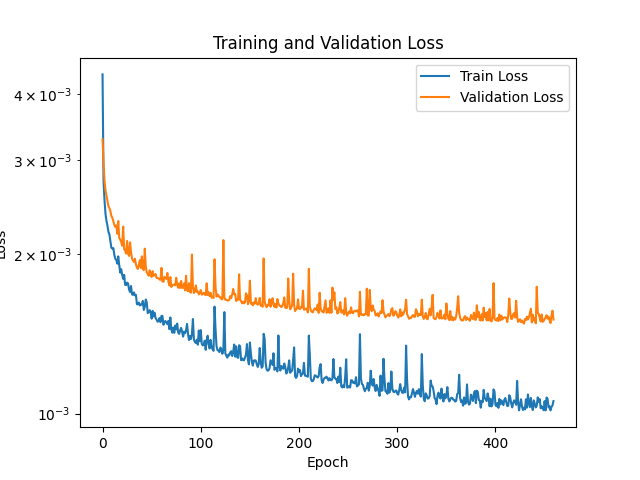 Training and Validation Loss
Train Loss
Validation Loss
4 × 10⁻³
3 × 10⁻³
2 × 10⁻³
10⁻³
Loss
0 100 200 300 400
Epoch